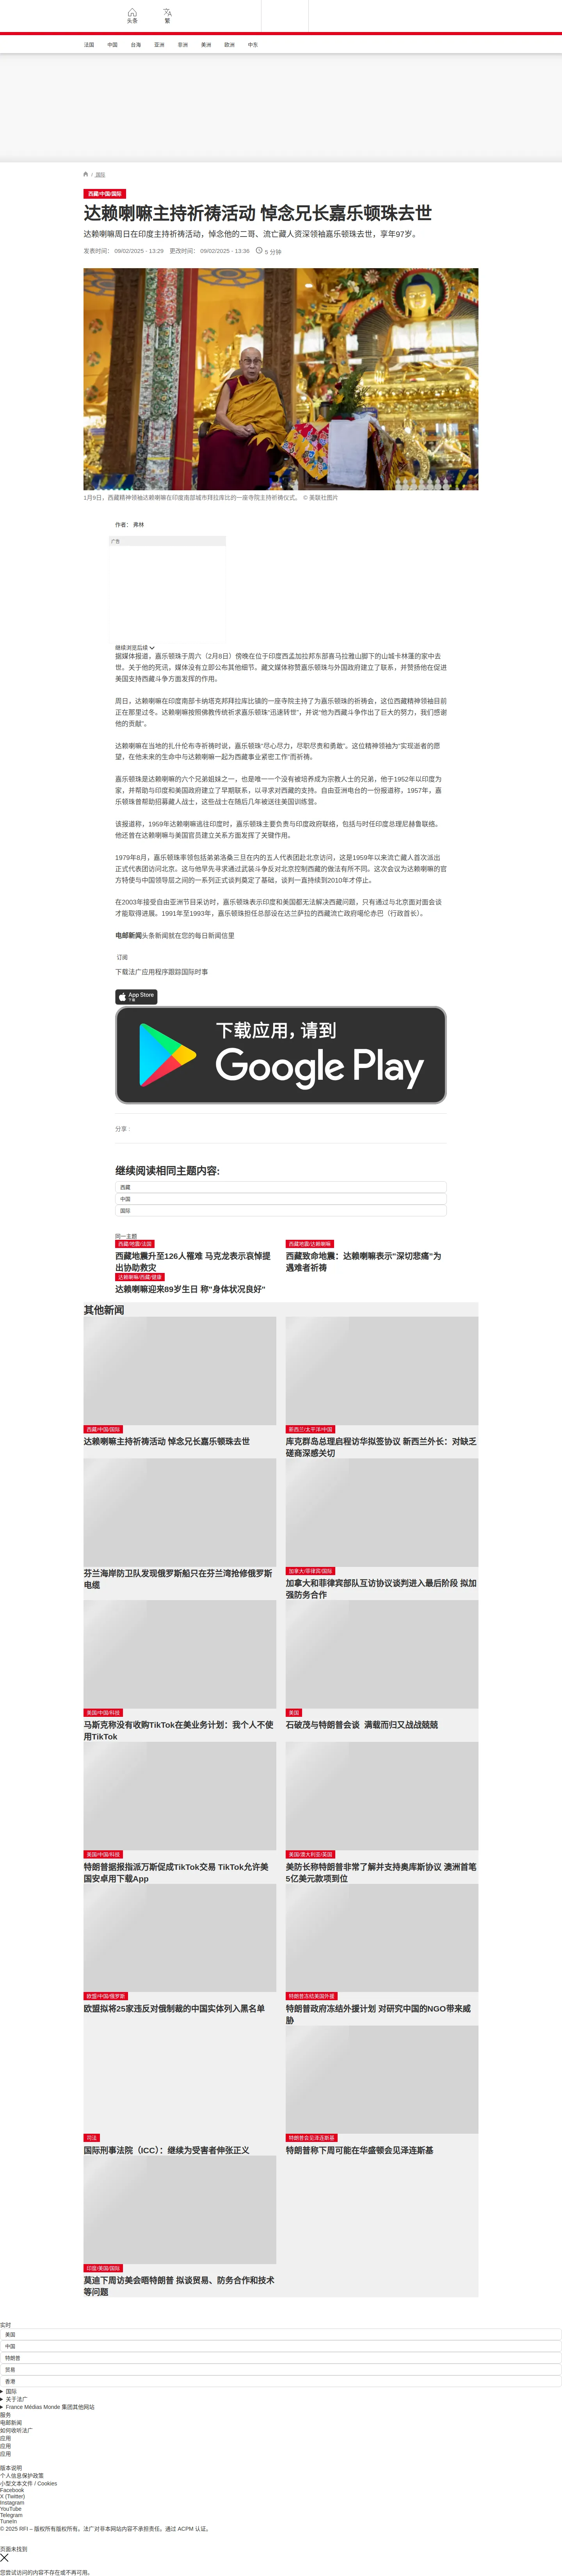 头条
繁
法国
中国
台海
亚洲
非洲
美洲
欧洲
中东
/ 国际
西藏/中国/国际
达赖喇嘛主持祈祷活动 悼念兄长嘉乐顿珠去世
达赖喇嘛周日在印度主持祈祷活动，悼念他的二哥、流亡藏人资深领袖嘉乐顿珠去世，享年97岁。
发表时间： 09/02/2025 - 13:29 更改时间： 09/02/2025 - 13:36 5 分钟
1月9日，西藏精神领袖达赖喇嘛在印度南部城市拜拉库比的一座寺院主持祈祷仪式。 © 美联社图片
作者： 弗林
广告
继续浏览后续
据媒体报道，嘉乐顿珠于周六（2月8日）傍晚在位于印度西孟加拉邦东部喜马拉雅山脚下的山城卡林蓬的家中去
世。关于他的死讯，媒体没有立即公布其他细节。藏文媒体称赞嘉乐顿珠与外国政府建立了联系，并赞扬他在促进
美国支持西藏斗争方面发挥的作用。
周日，达赖喇嘛在印度南部卡纳塔克邦拜拉库比镇的一座寺院主持了为嘉乐顿珠的祈祷会，这位西藏精神领袖目前
正在那里过冬。达赖喇嘛按照佛教传统祈求嘉乐顿珠"迅速转世"，并说"他为西藏斗争作出了巨大的努力，我们感谢
他的贡献"。
达赖喇嘛在当地的扎什伦布寺祈祷时说，嘉乐顿珠"尽心尽力，尽职尽责和勇敢"。这位精神领袖为"实现逝者的愿
望，在他未来的生命中与达赖喇嘛一起为西藏事业紧密工作"而祈祷。
嘉乐顿珠是达赖喇嘛的六个兄弟姐妹之一，也是唯一一个没有被培养成为宗教人士的兄弟，他于1952年以印度为
家，并帮助与印度和美国政府建立了早期联系，以寻求对西藏的支持。自由亚洲电台的一份报道称，1957年，嘉
乐顿珠曾帮助招募藏人战士，这些战士在随后几年被送往美国训练营。
该报道称，1959年达赖喇嘛逃往印度时，嘉乐顿珠主要负责与印度政府联络，包括与时任印度总理尼赫鲁联络。
他还曾在达赖喇嘛与美国官员建立关系方面发挥了关键作用。
1979年8月，嘉乐顿珠率领包括弟弟洛桑三旦在内的五人代表团赴北京访问，这是1959年以来流亡藏人首次派出
正式代表团访问北京。这与他早先寻求通过武装斗争反对北京控制西藏的做法有所不同。这次会议为达赖喇嘛的官
方特使与中国领导层之间的一系列正式谈判奠定了基础，谈判一直持续到2010年才停止。
在2003年接受自由亚洲节目采访时，嘉乐顿珠表示印度和美国都无法解决西藏问题，只有通过与北京面对面会谈
才能取得进展。1991年至1993年，嘉乐顿珠担任总部设在达兰萨拉的西藏流亡政府噶伦赤巴（行政首长）。
电邮新闻头条新闻就在您的每日新闻信里
订阅
下载法广应用程序跟踪国际时事
App Store
下载
下载应用，请到
Google Play
分享 :
继续阅读相同主题内容:
西藏
中国
国际
同一主题
西藏/地震/法国
西藏地震升至126人罹难 马克龙表示哀悼提
出协助救灾
西藏地震/达赖喇嘛
西藏致命地震：达赖喇嘛表示"深切悲痛"为
遇难者祈祷
达赖喇嘛/西藏/健康
达赖喇嘛迎来89岁生日 称"身体状况良好"
其他新闻
西藏/中国/国际
达赖喇嘛主持祈祷活动 悼念兄长嘉乐顿珠去世
新西兰/太平洋/中国
库克群岛总理启程访华拟签协议 新西兰外长：对缺乏
磋商深感关切
芬兰海岸防卫队发现俄罗斯船只在芬兰湾抢修俄罗斯
电缆
加拿大/菲律宾/国际
加拿大和菲律宾部队互访协议谈判进入最后阶段 拟加
强防务合作
美国/中国/科技
马斯克称没有收购TikTok在美业务计划：我个人不使
用TikTok
美国
石破茂与特朗普会谈 满载而归又战战兢兢
美国/中国/科技
特朗普据报指派万斯促成TikTok交易 TikTok允许美
国安卓用下载App
美国/澳大利亚/英国
美防长称特朗普非常了解并支持奥库斯协议 澳洲首笔
5亿美元款项到位
欧盟/中国/俄罗斯
欧盟拟将25家违反对俄制裁的中国实体列入黑名单
特朗普冻结美国外援
特朗普政府冻结外援计划 对研究中国的NGO带来威
胁
司法
国际刑事法院（ICC）：继续为受害者伸张正义
特朗普会见泽连斯基
特朗普称下周可能在华盛顿会见泽连斯基
印度/美国/国际
莫迪下周访美会晤特朗普 拟谈贸易、防务合作和技术
等问题
实时
美国
中国
特朗普
贸易
香港
国际
关于法广
France Médias Monde 集团其他网站
服务
电邮新闻
如何收听法广
应用
应用
应用
版本说明
个人信息保护政策
小型文本文件 / Cookies
Facebook
X (Twitter)
Instagram
YouTube
Telegram
TuneIn
© 2025 RFI – 版权所有版权所有。法广对非本网站内容不承担责任。通过 ACPM 认证。
页面未找到
您尝试访问的内容不存在或不再可用。